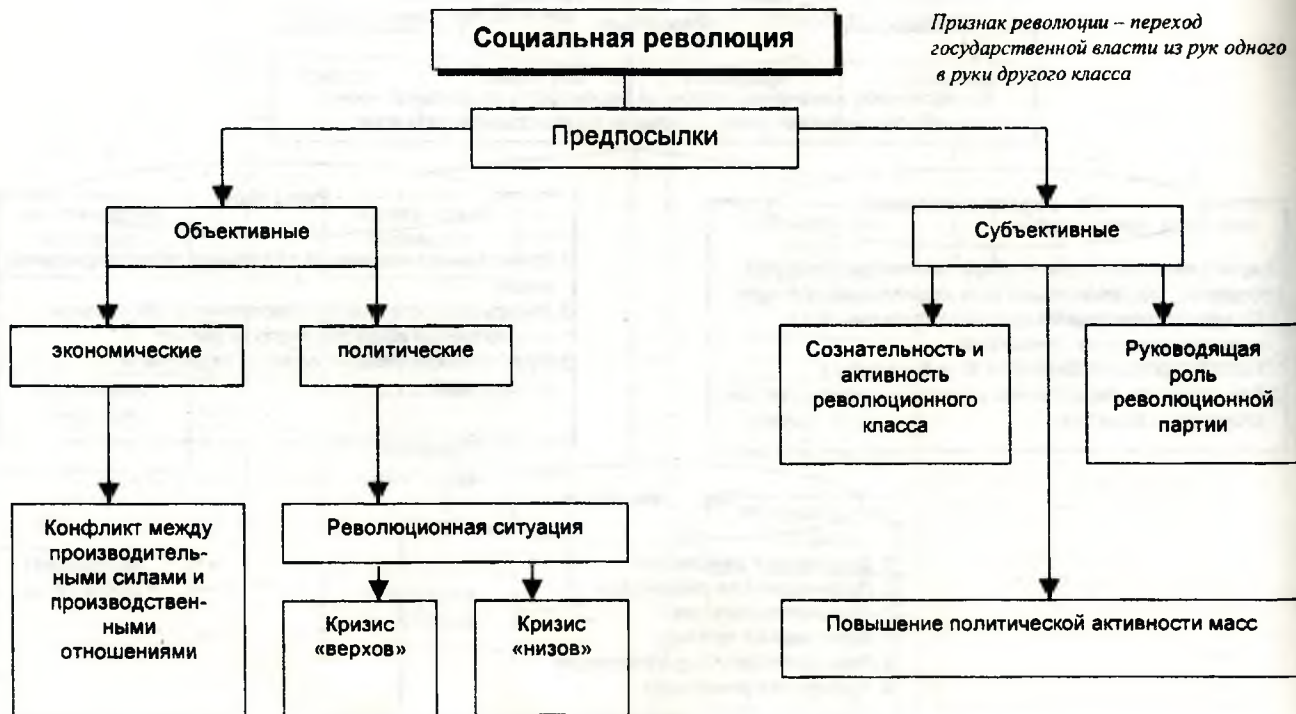 Социальная революция
Признак революции – переход
государственной власти из рук одного
в руки другого класса
Предпосылки
Объективные
Субъективные
экономические
политические
Сознательность и
активность
революционного
класса
Руководящая
роль
революционной
партии
Конфликт между
производитель-
ными силами и
производствен-
ными
отношениями
Революционная ситуация
Кризис
«верхов»
Кризис
«низов»
Повышение политической активности масс